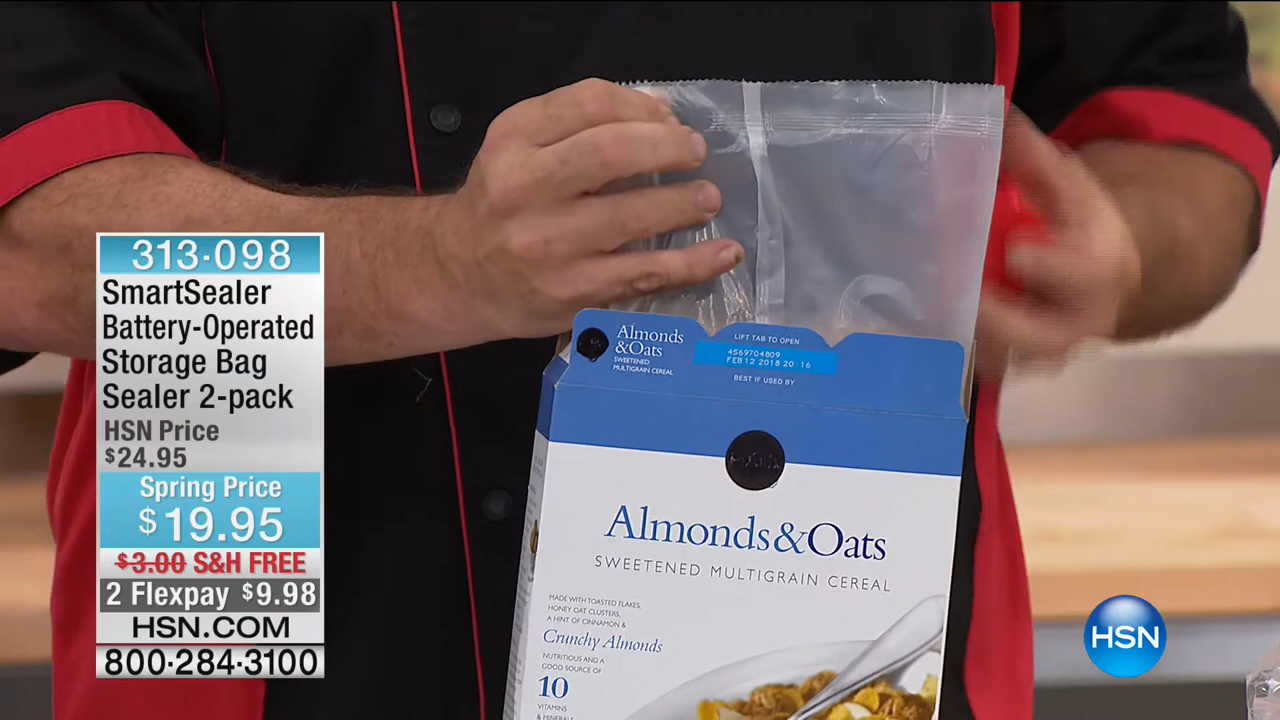 313-098
SmartSealer
Battery-Operated
Storage Bag
Sealer 2-pack
HSN Price
$24.95
Spring Price
$19.95
$3.00 S&H FREE
2 Flexpay $9.98
HSN.COM
800-284-3100
Almonds
&Oats
SWEETENED
MULTIGRAIN CEREAL
LIFT TAB TO OPEN
4569704809
FEB 12 2018 20:16
BEST IF USED BY
Almonds&Oats
SWEETENED MULTIGRAIN CEREAL
MADE WITH TOASTED FLAKES,
HONEY OAT CLUSTERS,
A HINT OF CINNAMON &
Crunchy Almonds
NUTRITIOUS AND A
GOOD SOURCE OF
10
VITAMINS
& MINERALS
HSN